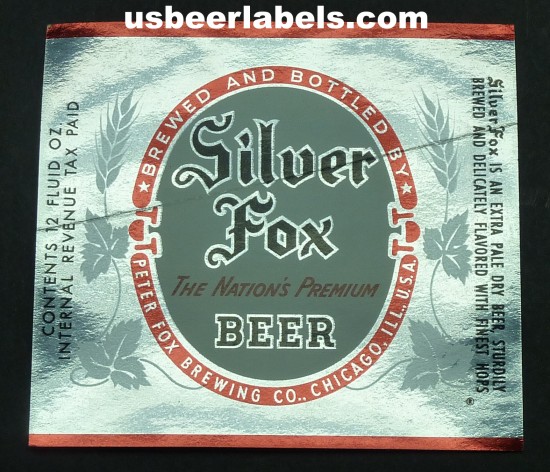 usbeerlabels.com
BREWED AND BOTTLED BY
Silver
Fox
THE NATION'S PREMIUM
BEER
PETER FOX BREWING CO., CHICAGO, ILL., U.S.A.
CONTENTS 12 FLUID OZ.
INTERNAL REVENUE TAX PAID
Silver Fox IS AN EXTRA PALE DRY BEER, STURDILY
BREWED AND DELICATELY FLAVORED WITH FINEST HOPS
®